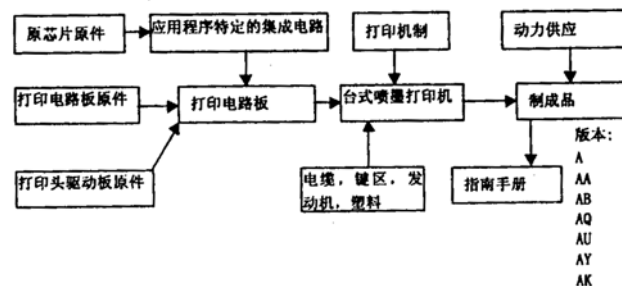 原芯片原件
应用程序特定的集成电路
打印机制
动力供应
打印电路板原件
打印电路板
台式喷墨打印机
制成品
打印头驱动板原件
电缆，键区，发
动机，塑料
指南手册
版本：
A
AA
AB
AQ
AU
AY
AK